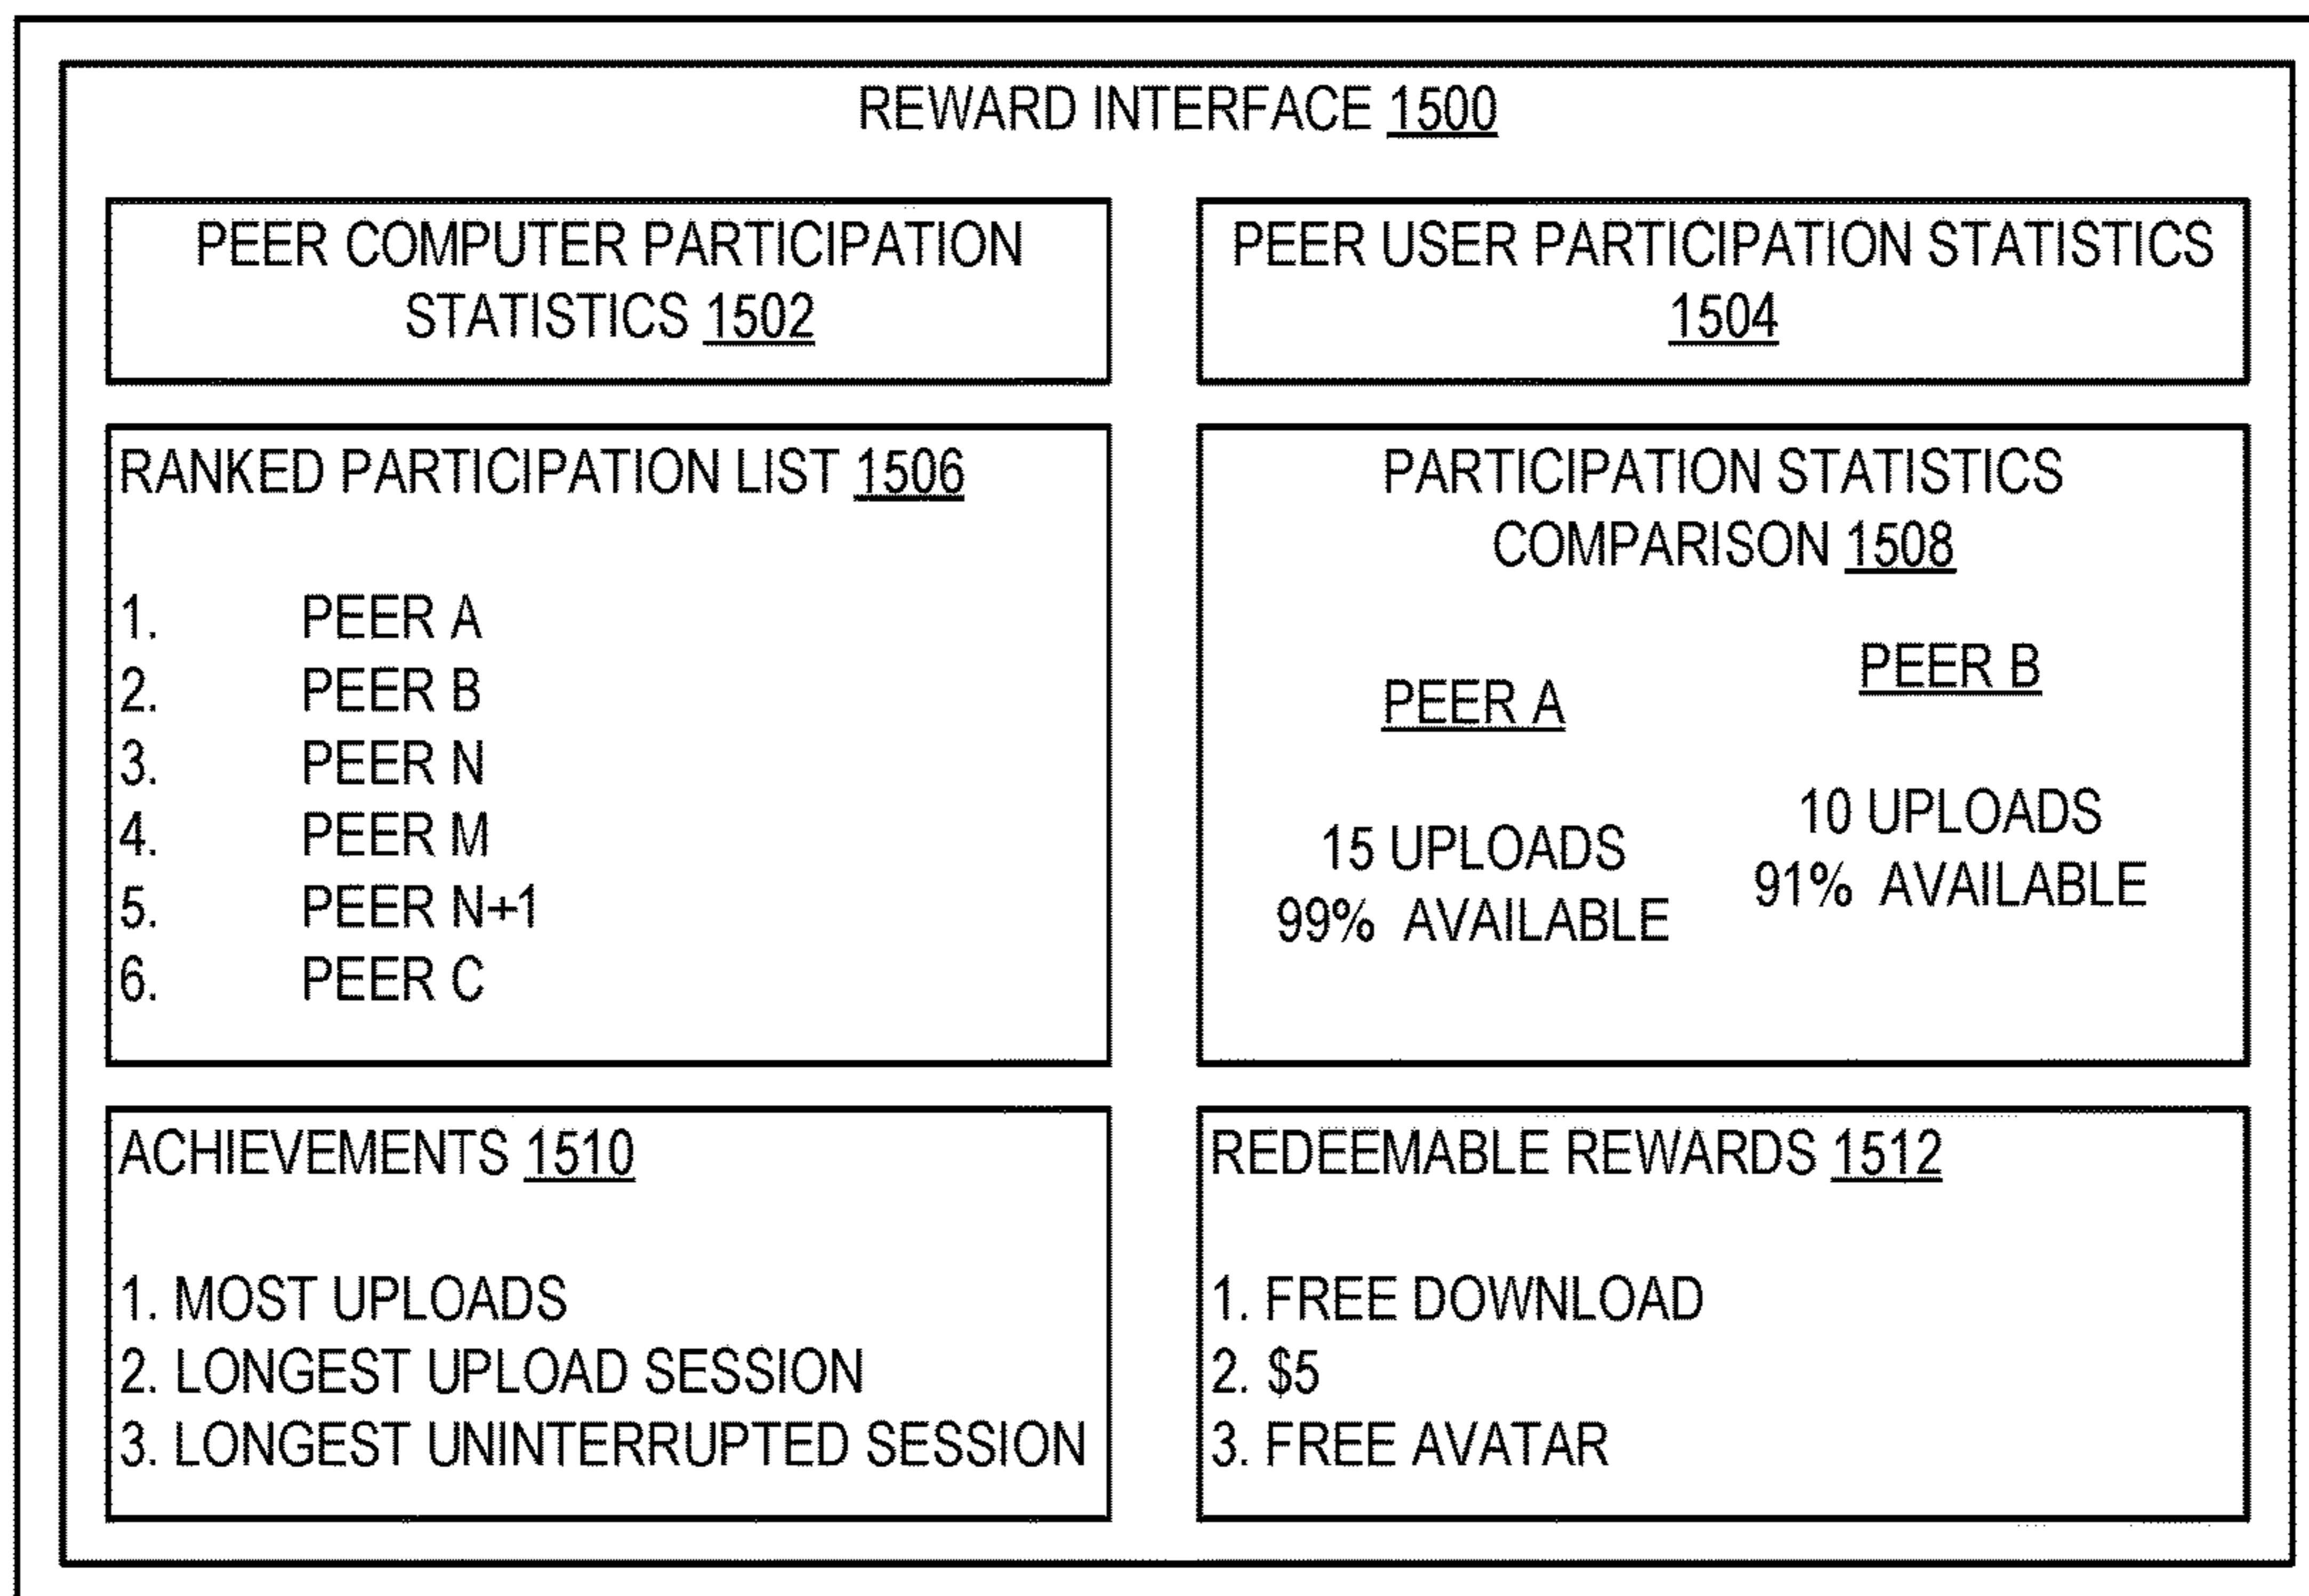 REWARD INTERFACE 1500
PEER COMPUTER PARTICIPATION
STATISTICS 1502
PEER USER PARTICIPATION STATISTICS
1504
RANKED PARTICIPATION LIST 1506
1. PEER A
2. PEER B
3. PEER N
4. PEER M
5. PEER N+1
6. PEER C
PARTICIPATION STATISTICS
COMPARISON 1508
PEER A
15 UPLOADS
99% AVAILABLE
PEER B
10 UPLOADS
91% AVAILABLE
ACHIEVEMENTS 1510
1. MOST UPLOADS
2. LONGEST UPLOAD SESSION
3. LONGEST UNINTERRUPTED SESSION
REDEEMABLE REWARDS 1512
1. FREE DOWNLOAD
2. $5
3. FREE AVATAR